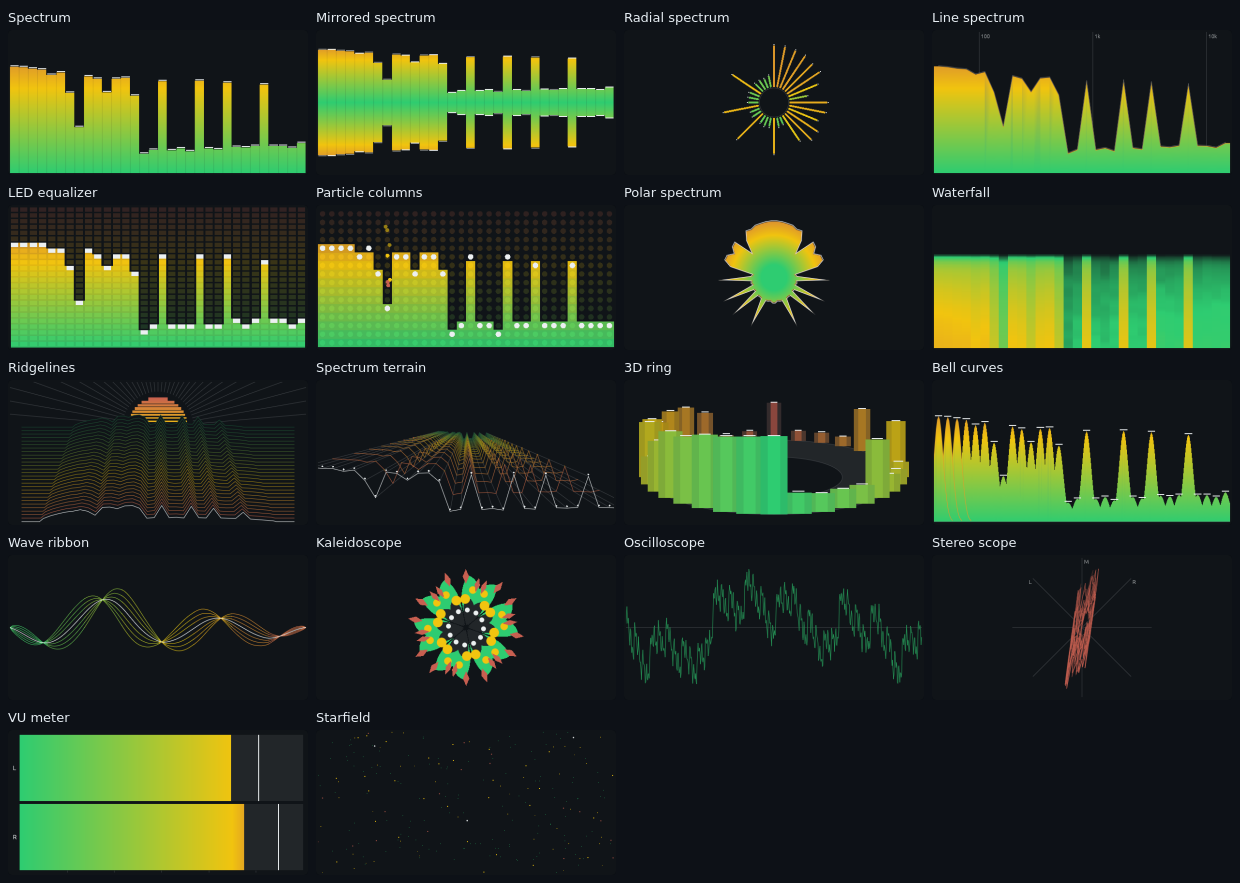 Spectrum
Mirrored spectrum
Radial spectrum
Line spectrum
100
1k
10k
LED equalizer
Particle columns
Polar spectrum
Waterfall
Ridgelines
Spectrum terrain
3D ring
Bell curves
Wave ribbon
Kaleidoscope
Oscilloscope
Stereo scope
M
L
R
VU meter
Starfield
L
R